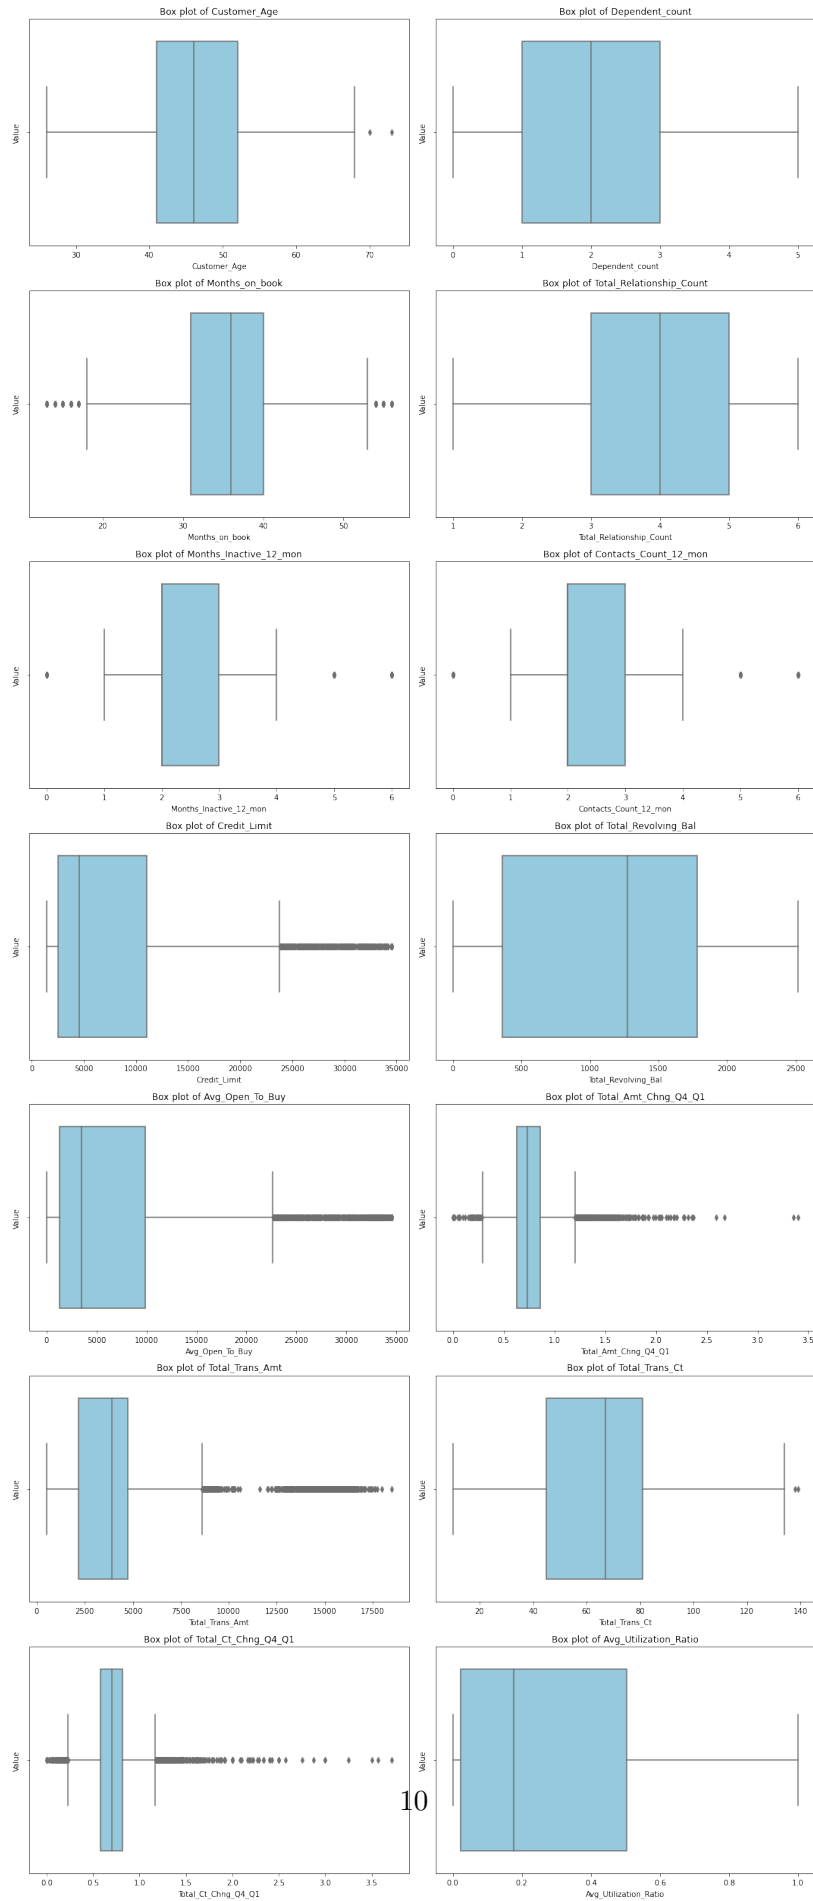 Box plot of Customer_Age
Value
30 40 50 60 70
Customer_Age
Box plot of Dependent_count
Value
0 1 2 3 4 5
Dependent_count
Box plot of Months_on_book
Value
20 30 40 50
Months_on_book
Box plot of Total_Relationship_Count
Value
1 2 3 4 5 6
Total_Relationship_Count
Box plot of Months_Inactive_12_mon
Value
0 1 2 3 4 5 6
Months_Inactive_12_mon
Box plot of Contacts_Count_12_mon
Value
0 1 2 3 4 5 6
Contacts_Count_12_mon
Box plot of Credit_Limit
Value
0 5000 10000 15000 20000 25000 30000 35000
Credit_Limit
Box plot of Total_Revolving_Bal
Value
0 500 1000 1500 2000 2500
Total_Revolving_Bal
Box plot of Avg_Open_To_Buy
Value
0 5000 10000 15000 20000 25000 30000 35000
Avg_Open_To_Buy
Box plot of Total_Amt_Chng_Q4_Q1
Value
0.0 0.5 1.0 1.5 2.0 2.5 3.0 3.5
Total_Amt_Chng_Q4_Q1
Box plot of Total_Trans_Amt
Value
0 2500 5000 7500 10000 12500 15000 17500
Total_Trans_Amt
Box plot of Total_Trans_Ct
Value
20 40 60 80 100 120 140
Total_Trans_Ct
Box plot of Total_Ct_Chng_Q4_Q1
Value
0.0 0.5 1.0 1.5 2.0 2.5 3.0 3.5
Total_Ct_Chng_Q4_Q1
Box plot of Avg_Utilization_Ratio
Value
0.0 0.2 0.4 0.6 0.8 1.0
Avg_Utilization_Ratio
10